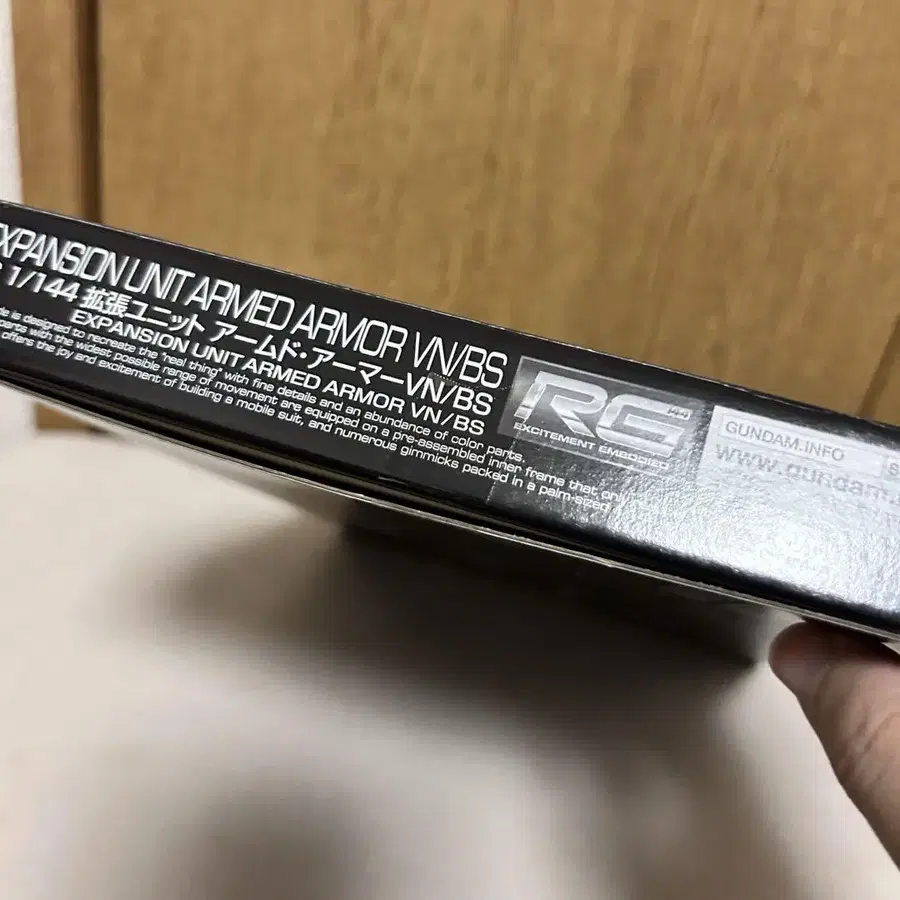 EXPANSION UNIT ARMED ARMOR VN/BS
1/144 拡張ユニット アームド・アーマーVN/BS
EXPANSION UNIT ARMED ARMOR VN/BS
is designed to recreate the "real thing" with fine details and an abundance of color parts.
parts with the widest possible range of movement are equipped on a pre-assembled inner frame that only
offers the joy and excitement of building a mobile suit, and numerous gimmicks packed in a palm-sized
RG 1/144
EXCITEMENT EMBODIED
GUNDAM.INFO
www.gundam.